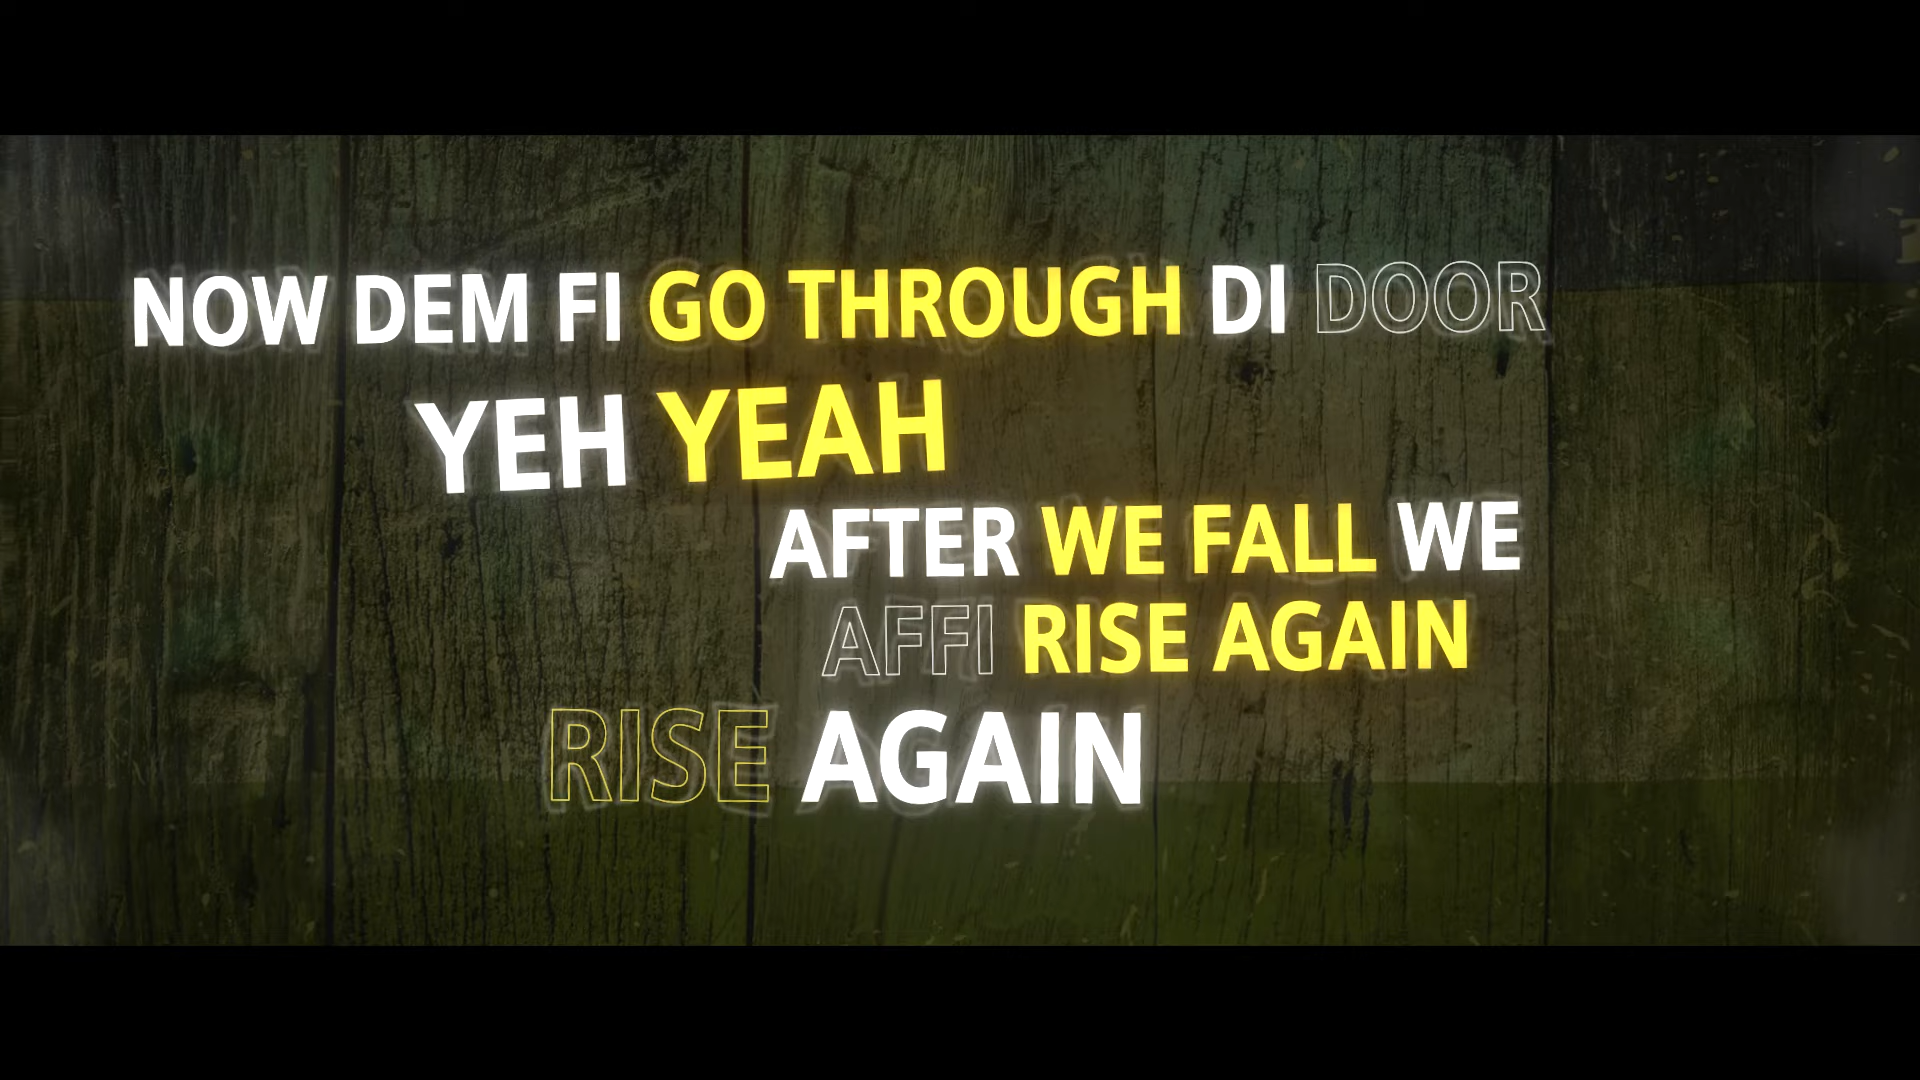 NOW DEM FI GO THROUGH DI DOOR
YEH YEAH
AFTER WE FALL WE
AFFI RISE AGAIN
RISE AGAIN